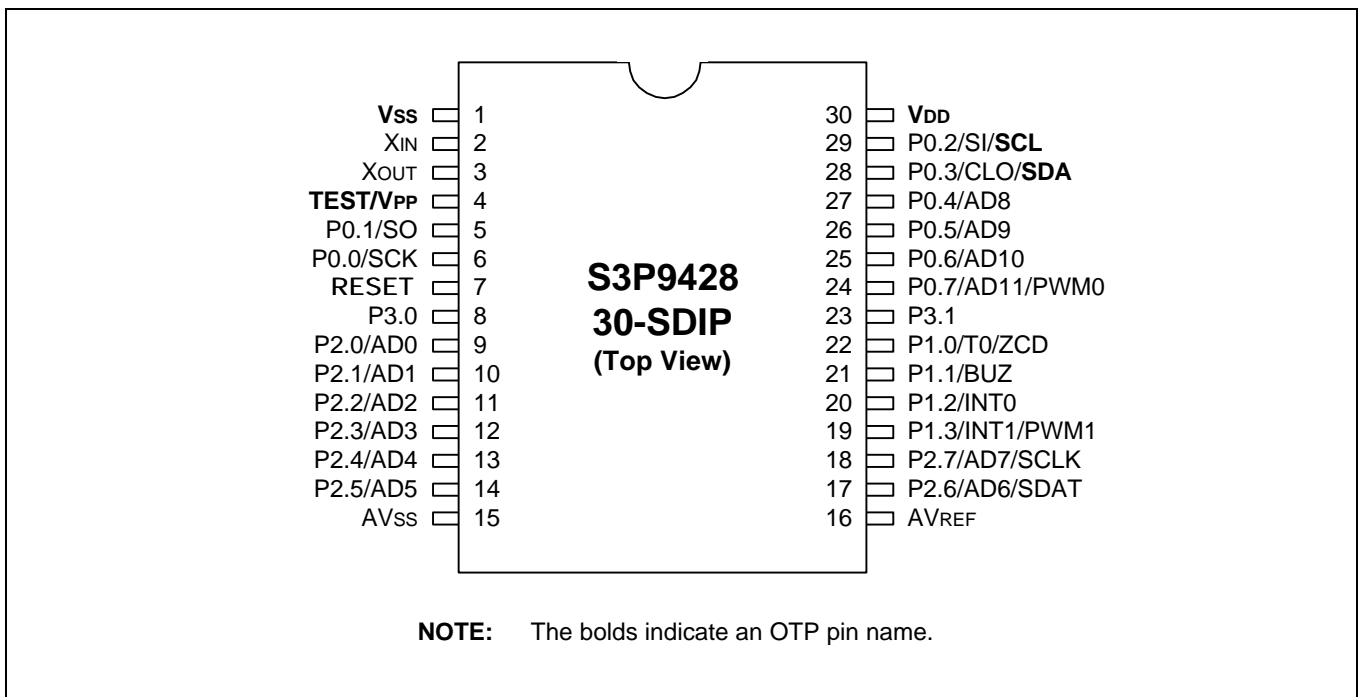 VSS 1 30 VDD
XIN 2 29 P0.2/SI/SCL
XOUT 3 28 P0.3/CLO/SDA
TEST/VPP 4 27 P0.4/AD8
P0.1/SO 5 26 P0.5/AD9
P0.0/SCK 6 25 P0.6/AD10
RESET 7 24 P0.7/AD11/PWM0
P3.0 8 23 P3.1
P2.0/AD0 9 22 P1.0/T0/ZCD
P2.1/AD1 10 21 P1.1/BUZ
P2.2/AD2 11 20 P1.2/INT0
P2.3/AD3 12 19 P1.3/INT1/PWM1
P2.4/AD4 13 18 P2.7/AD7/SCLK
P2.5/AD5 14 17 P2.6/AD6/SDAT
AVSS 15 16 AVREF
S3P9428
30-SDIP
(Top View)
NOTE: The bolds indicate an OTP pin name.